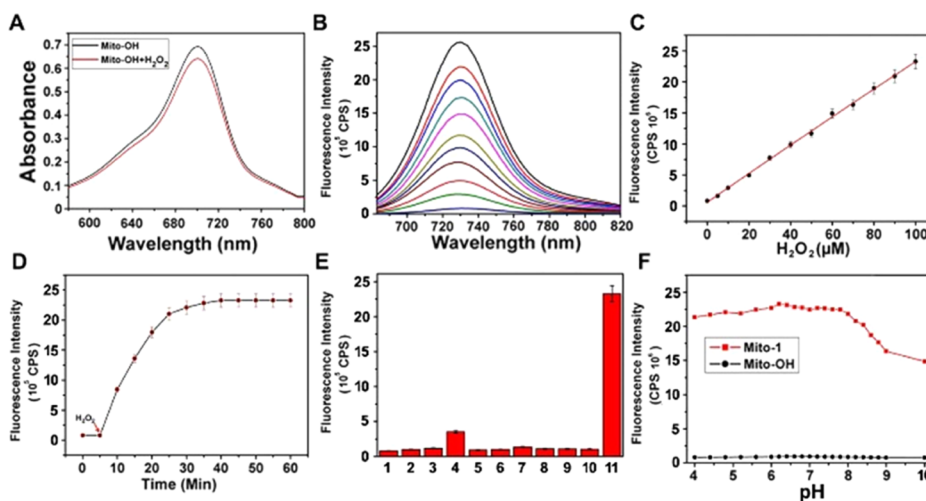 A
B
C
Mito-OH
Mito-OH+H₂O₂
Absorbance
0.7
0.6
0.5
0.4
0.3
0.2
0.1
0
600 640 680 720 760 800
Wavelength (nm)
Fluorescence Intensity
(10⁵ CPS)
25
20
15
10
5
0
700 720 740 760 780 800 820
Wavelength (nm)
Fluorescence Intensity
25
20
15
10
5
0
0 20 40 60 80 100
H₂O₂(μM)
D
E
F
Fluorescence Intensity
(10⁵ CPS)
25
20
15
10
5
0
H₂O₂
0 10 20 30 40 50 60
Time (Min)
Fluorescence Intensity
(10⁵ CPS)
25
20
15
10
5
0
1 2 3 4 5 6 7 8 9 10 11
Fluorescence Intensity
25
20
15
10
5
0
Mito-1
Mito-OH
4 5 6 7 8 9 10
pH